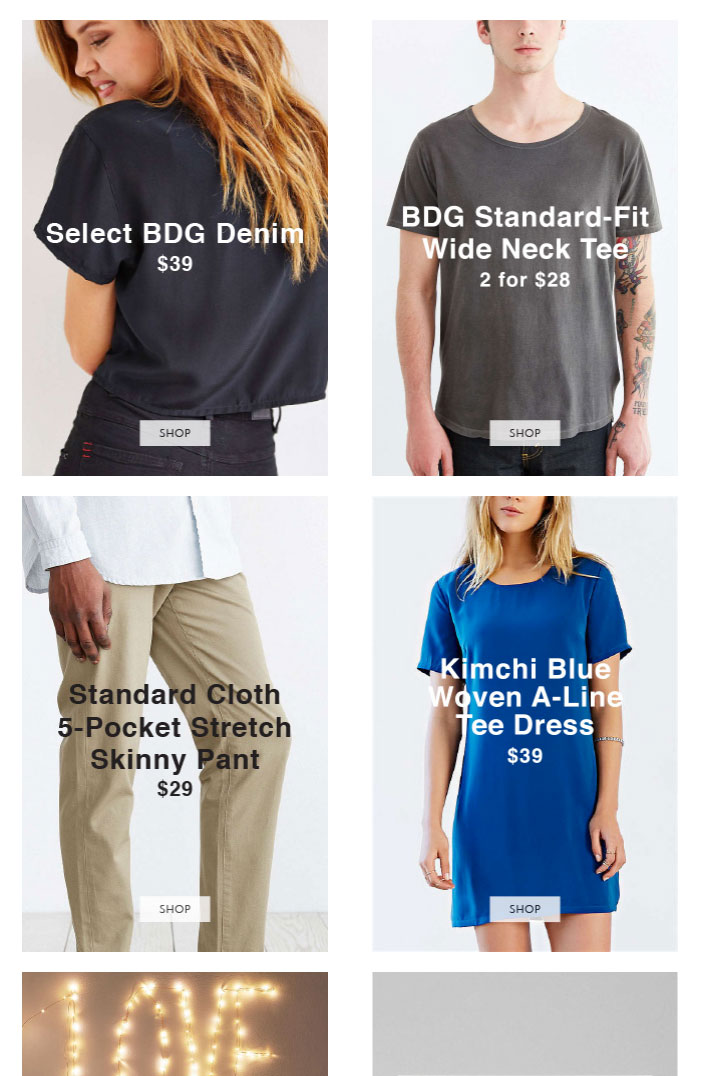 Select BDG Denim
$39
SHOP
BDG Standard-Fit
Wide Neck Tee
2 for $28
SHOP
Standard Cloth
5-Pocket Stretch
Skinny Pant
$29
SHOP
Kimchi Blue
Woven A-Line
Tee Dress
$39
SHOP
LOVE